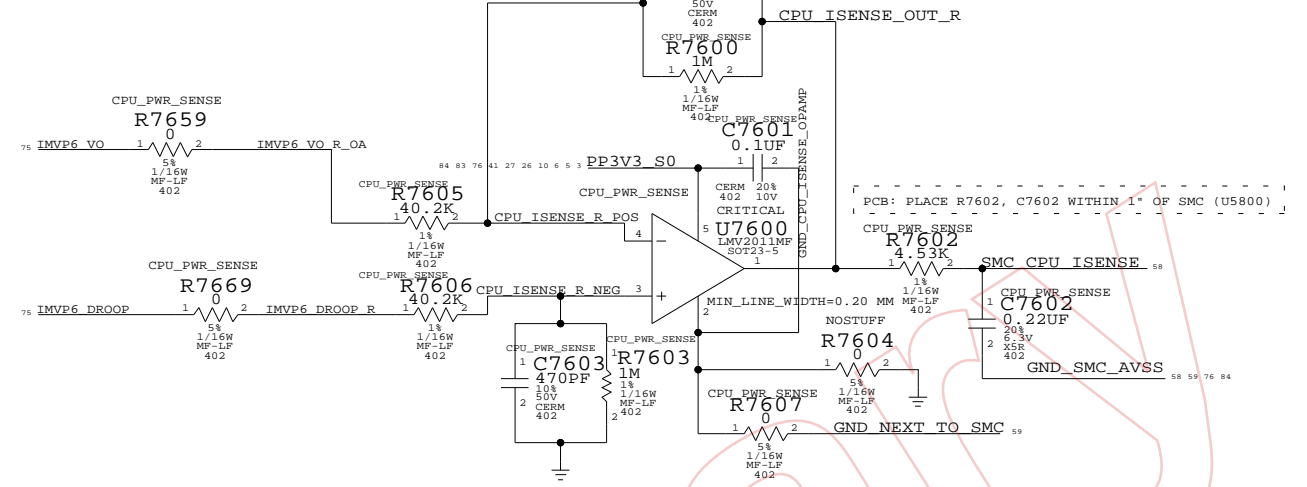 50V
CERM
402
CPU_ISENSE_OUT_R
CPU_PWR_SENSE
R7600
1M
1 2
1%
1/16W
MF-LF
402
CPU_PWR_SENSE
R7659
0
75 IMVP6_VO
1 2
IMVP6_VO_R_OA
5%
1/16W
MF-LF
402
CPU_PWR_SENSE
C7601
0.1UF
1 2
CERM
402
20%
10V
GND_CPU_ISENSE_OPAMP
84 83 76 41 27 26 10 6 5 3 PP3V3_S0
CPU_PWR_SENSE
R7605
40.2K
1 2
1%
1/16W
MF-LF
402
CPU_ISENSE_R_POS
CPU_PWR_SENSE
CRITICAL
U7600
LMV2011MF
SOT23-5
5
4
3
1
2
−
+
PCB: PLACE R7602, C7602 WITHIN 1" OF SMC (U5800)
CPU_PWR_SENSE
R7602
4.53K
1 2
1%
1/16W
MF-LF
402
SMC_CPU_ISENSE 58
CPU_PWR_SENSE
R7669
0
75 IMVP6_DROOP
1 2
IMVP6_DROOP_R
5%
1/16W
MF-LF
402
CPU_PWR_SENSE
R7606
40.2K
1 2
1%
1/16W
MF-LF
402
CPU_ISENSE_R_NEG
MIN_LINE_WIDTH=0.20 MM
CPU_PWR_SENSE
C7602
0.22UF
20%
6.3V
X5R
402
1
2
GND_SMC_AVSS 58 59 76 84
CPU_PWR_SENSE
C7603
470PF
10%
50V
CERM
402
1
2
CPU_PWR_SENSE
R7603
1M
1%
1/16W
MF-LF
402
1
2
NOSTUFF
R7604
0
1 2
5%
1/16W
MF-LF
402
CPU_PWR_SENSE
R7607
0
1 2
5%
1/16W
MF-LF
402
GND_NEXT_TO_SMC 59